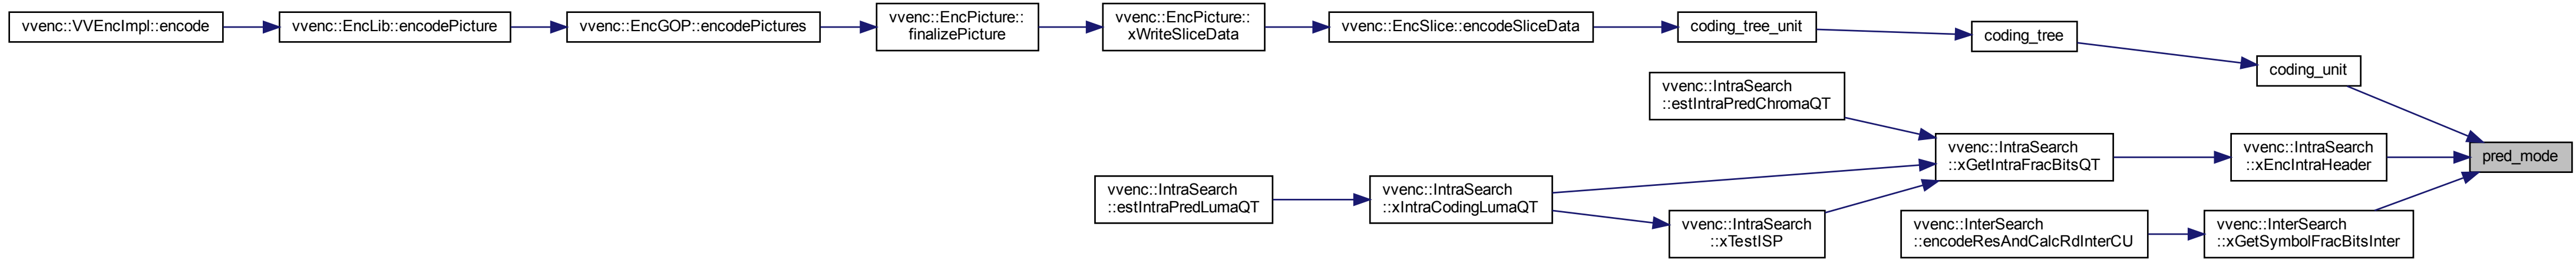 vvenc::VVEncImpl::encode
vvenc::EncLib::encodePicture
vvenc::EncGOP::encodePictures
vvenc::EncPicture::
finalizePicture
vvenc::EncPicture::
xWriteSliceData
vvenc::EncSlice::encodeSliceData
coding_tree_unit
coding_tree
coding_unit
vvenc::IntraSearch
::estIntraPredChromaQT
vvenc::IntraSearch
::xGetIntraFracBitsQT
vvenc::IntraSearch
::xEncIntraHeader
pred_mode
vvenc::IntraSearch
::estIntraPredLumaQT
vvenc::IntraSearch
::xIntraCodingLumaQT
vvenc::IntraSearch
::xTestISP
vvenc::InterSearch
::encodeResAndCalcRdInterCU
vvenc::InterSearch
::xGetSymbolFracBitsInter